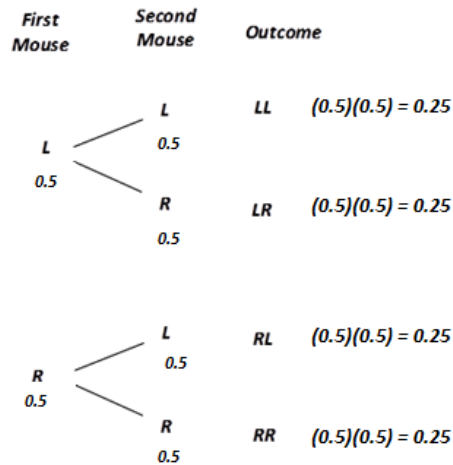 First Mouse Second Mouse Outcome
L LL (0.5)(0.5) = 0.25
L 0.5
0.5 R LR (0.5)(0.5) = 0.25
0.5
L RL (0.5)(0.5) = 0.25
R 0.5
0.5 R RR (0.5)(0.5) = 0.25
0.5